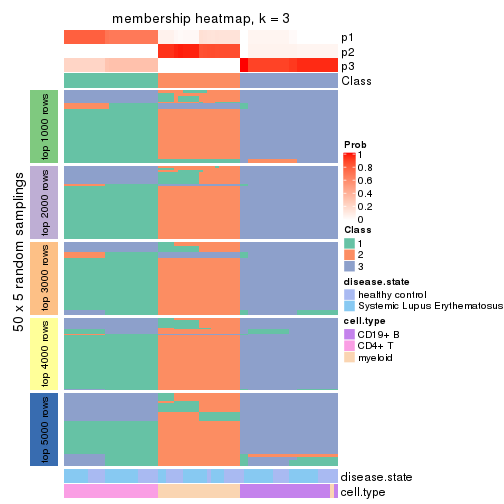 membership heatmap, k = 3
p1
p2
p3
Class
50 x 5 random samplings
top 1000 rows
top 2000 rows
top 3000 rows
top 4000 rows
top 5000 rows
disease.state
cell.type
Prob
1
0.8
0.6
0.4
0.2
0
Class
1
2
3
disease.state
healthy control
Systemic Lupus Erythematosus
cell.type
CD19+ B
CD4+ T
myeloid